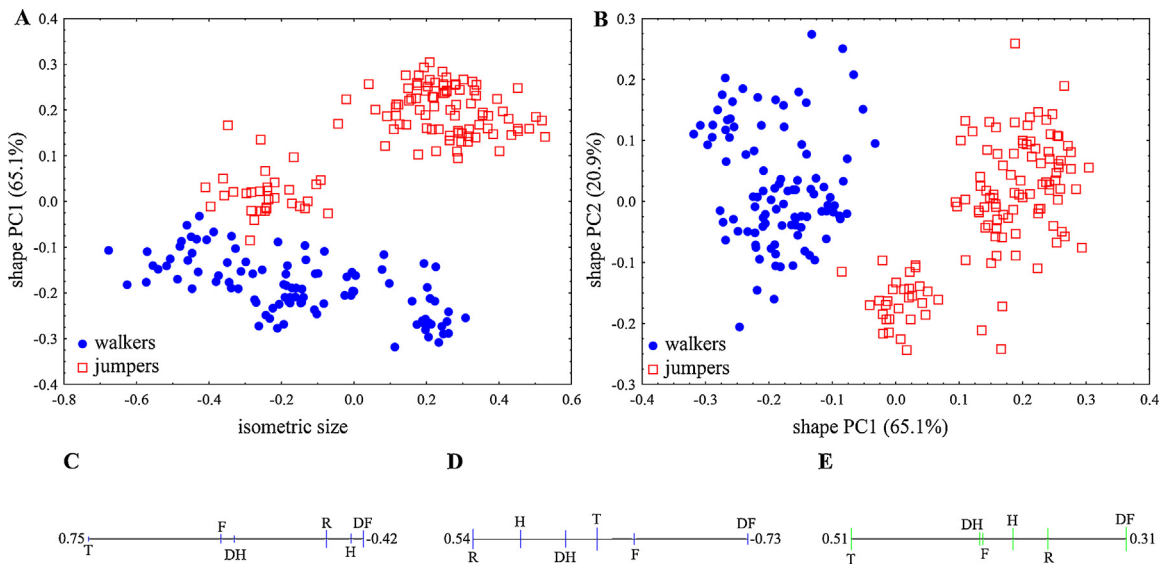 A
0.4
0.3
0.2
0.1
0.0
-0.1
-0.2
-0.3
-0.4
shape PC1 (65.1%)
walkers
jumpers
-0.8 -0.6 -0.4 -0.2 0.0 0.2 0.4 0.6
isometric size
B
0.3
0.2
0.1
0.0
-0.1
-0.2
-0.3
shape PC2 (20.9%)
walkers
jumpers
-0.4 -0.3 -0.2 -0.1 0.0 0.1 0.2 0.3 0.4
shape PC1 (65.1%)
C
F R DF
0.75 -0.42
T DH H
D
H T DF
0.54 -0.73
R DH F
E
DH H DF
0.51 0.31
T F R